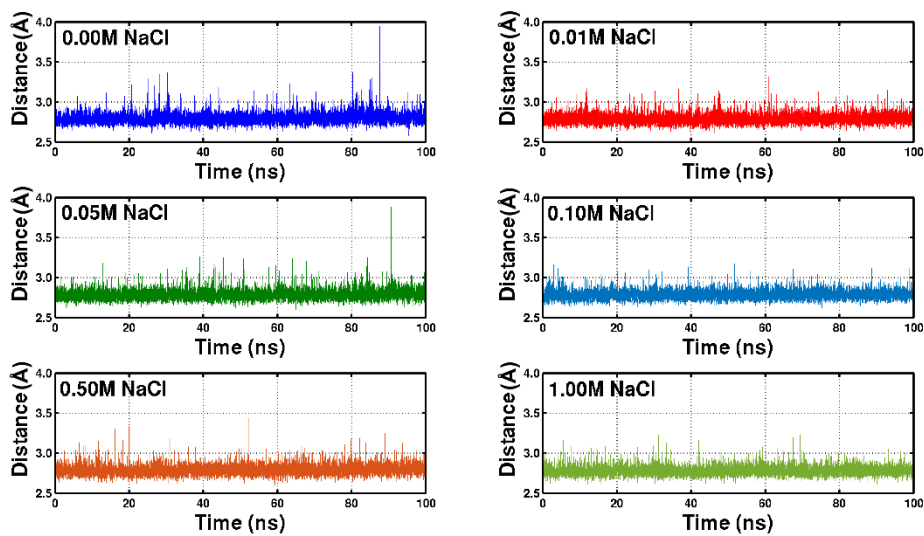 0.00M NaCl
Distance(Å)
4.0
3.5
3.0
2.5
0 20 40 60 80 100
Time (ns)
0.01M NaCl
Distance(Å)
4.0
3.5
3.0
2.5
0 20 40 60 80 100
Time (ns)
0.05M NaCl
Distance(Å)
4.0
3.5
3.0
2.5
0 20 40 60 80 100
Time (ns)
0.10M NaCl
Distance(Å)
4.0
3.5
3.0
2.5
0 20 40 60 80 100
Time (ns)
0.50M NaCl
Distance(Å)
4.0
3.5
3.0
2.5
0 20 40 60 80 100
Time (ns)
1.00M NaCl
Distance(Å)
4.0
3.5
3.0
2.5
0 20 40 60 80 100
Time (ns)